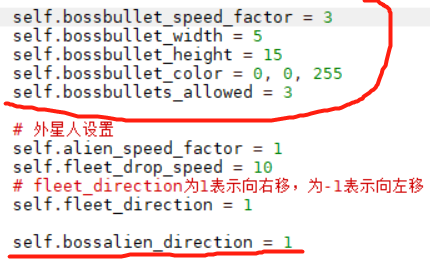 self.bossbullet_speed_factor = 3
self.bossbullet_width = 5
self.bossbullet_height = 15
self.bossbullet_color = 0, 0, 255
self.bossbullets_allowed = 3
# 外星人设置
self.alien_speed_factor = 1
self.fleet_drop_speed = 10
# fleet_direction为1表示向右移，为-1表示向左移
self.fleet_direction = 1
self.bossalien_direction = 1